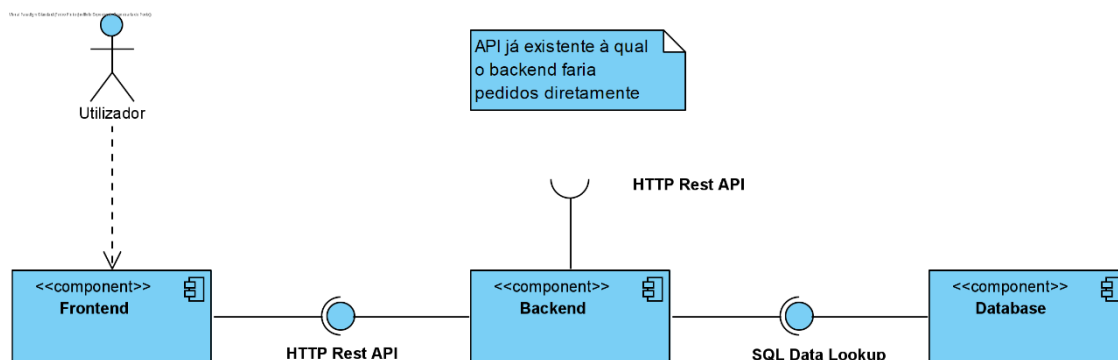 Utilizador
API já existente à qual
o backend faria
pedidos diretamente
HTTP Rest API
<<component>>
Frontend
<<component>>
Backend
<<component>>
Database
HTTP Rest API
SQL Data Lookup